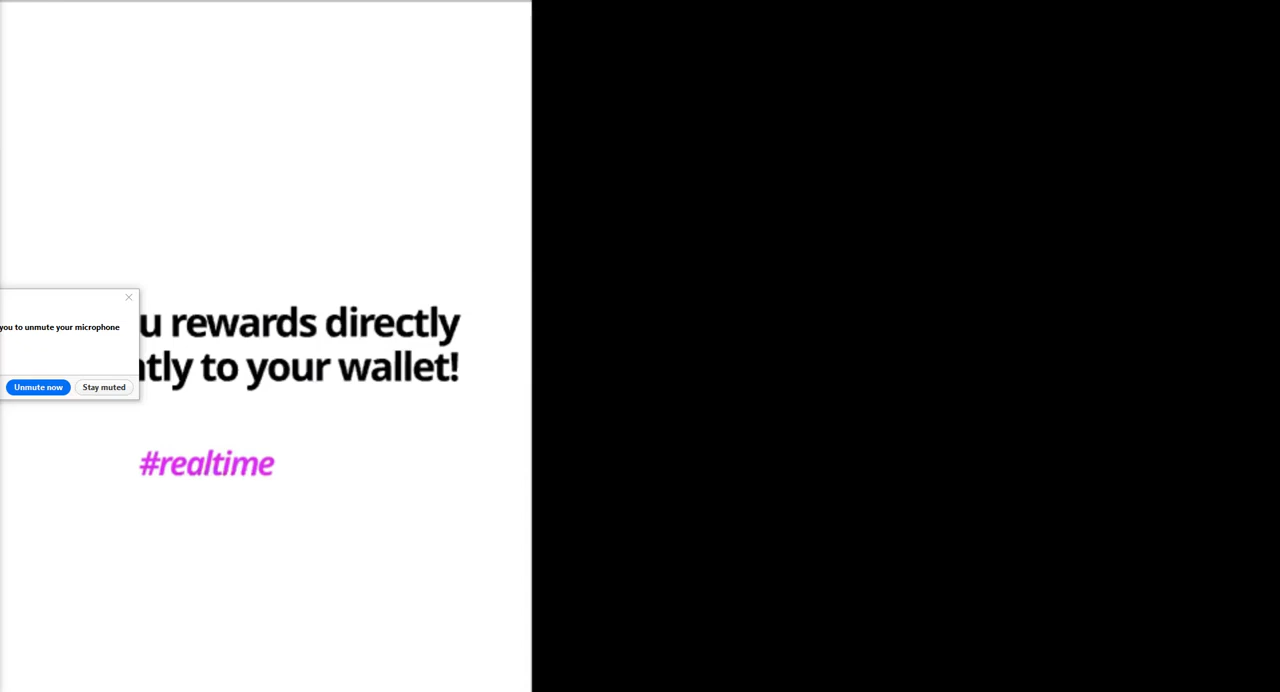 u rewards directly
tly to your wallet!
you to unmute your microphone
Unmute now
Stay muted
#realtime